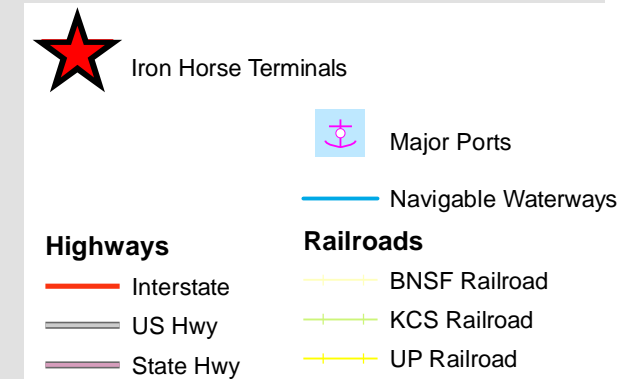 Iron Horse Terminals
Major Ports
Navigable Waterways
Highways
Interstate
US Hwy
State Hwy
Railroads
BNSF Railroad
KCS Railroad
UP Railroad